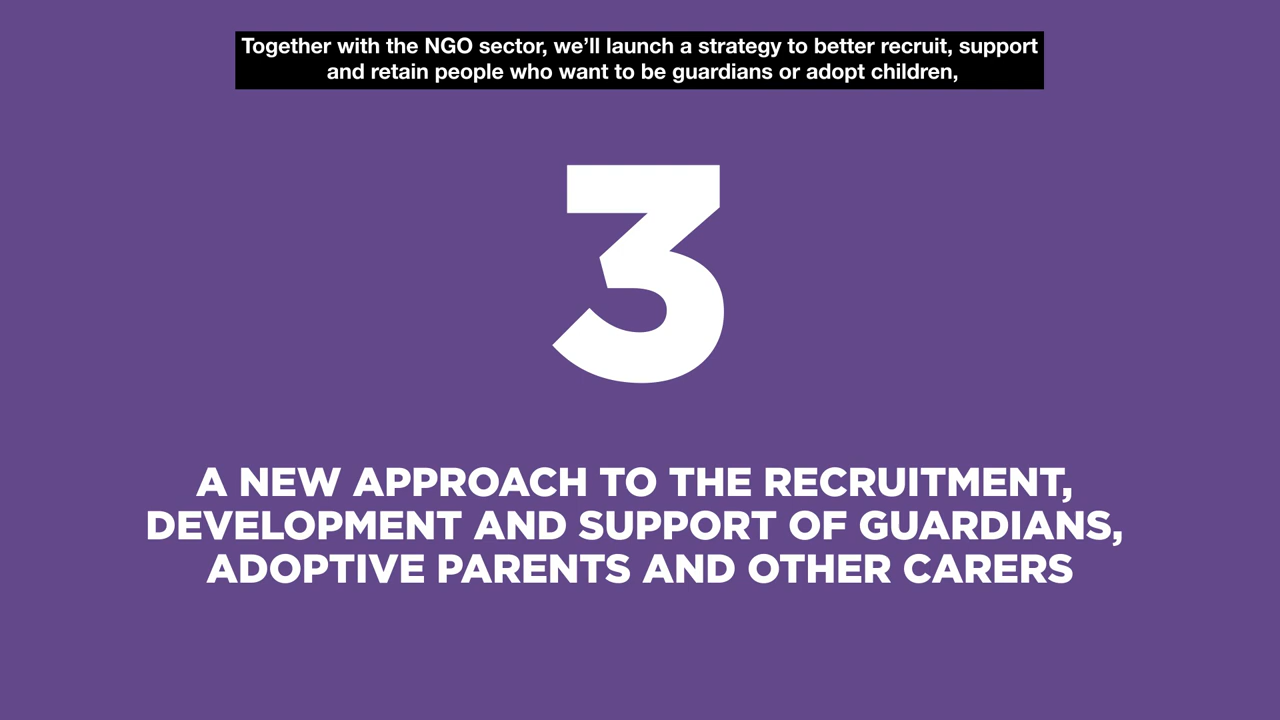 Together with the NGO sector, we’ll launch a strategy to better recruit, support
and retain people who want to be guardians or adopt children,
3
A NEW APPROACH TO THE RECRUITMENT,
DEVELOPMENT AND SUPPORT OF GUARDIANS,
ADOPTIVE PARENTS AND OTHER CARERS